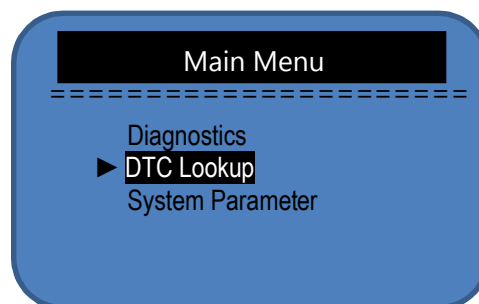 Main Menu
======================
Diagnostics
► DTC Lookup
System Parameter